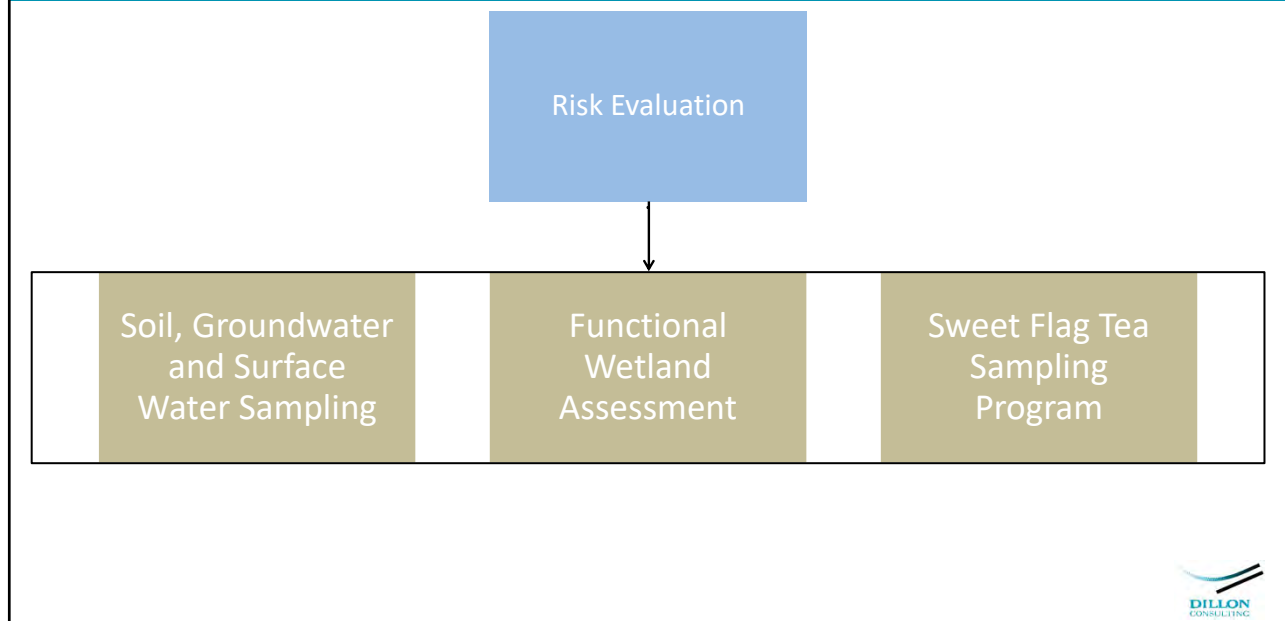 Risk Evaluation
Soil, Groundwater
and Surface
Water Sampling
Functional
Wetland
Assessment
Sweet Flag Tea
Sampling
Program
DILLON
CONSULTING